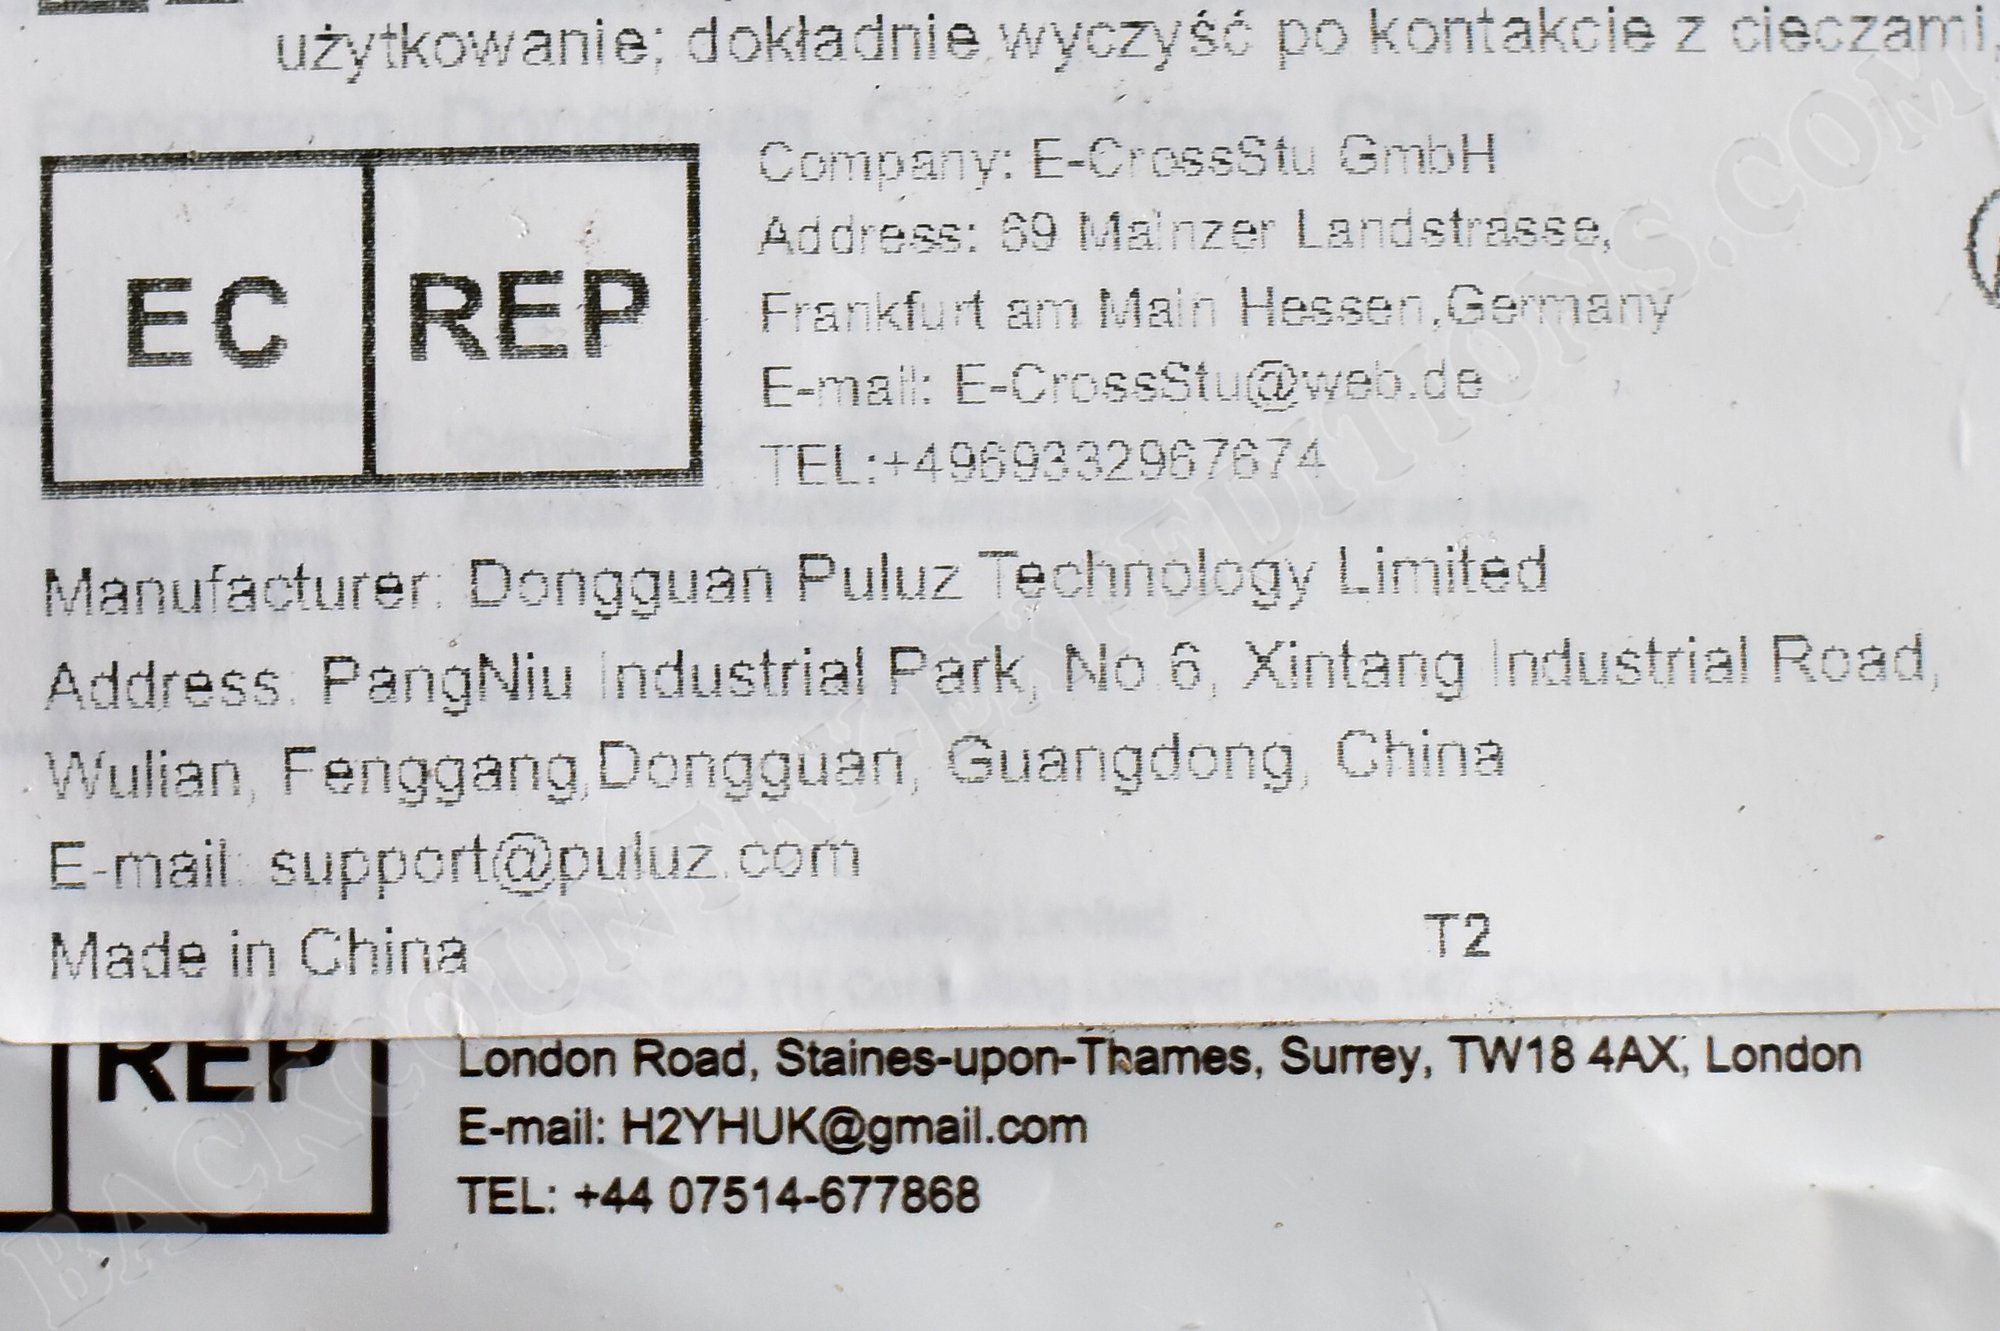 użytkowanie; dokładnie wyczyść po kontakcie z cieczami,
EC REP
Company: E-CrossStu GmbH
Address: 69 Mainzer Landstrasse,
Frankfurt am Main Hessen,Germany
E-mail: E-CrossStu@web.de
TEL:+4969332967674
Manufacturer: Dongguan Puluz Technology Limited
Address: PangNiu Industrial Park, No.6, Xintang Industrial Road,
Wulian, Fenggang,Dongguan, Guangdong, China
E-mail: support@puluz.com
Made in China
T2
REP
London Road, Staines-upon-Thames, Surrey, TW18 4AX, London
E-mail: H2YHUK@gmail.com
TEL: +44 07514-677868
BACKCOUNTRY-EXPEDITIONS.COM